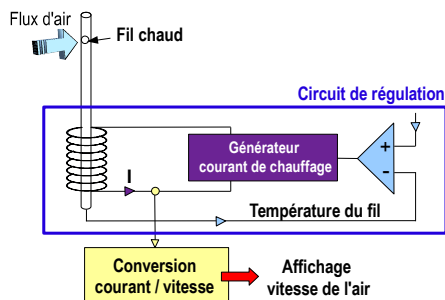 Flux d'air
Fil chaud
Circuit de régulation
Générateur
courant de chauffage
+
-
I
Température du fil
Conversion
courant / vitesse
Affichage
vitesse de l'air